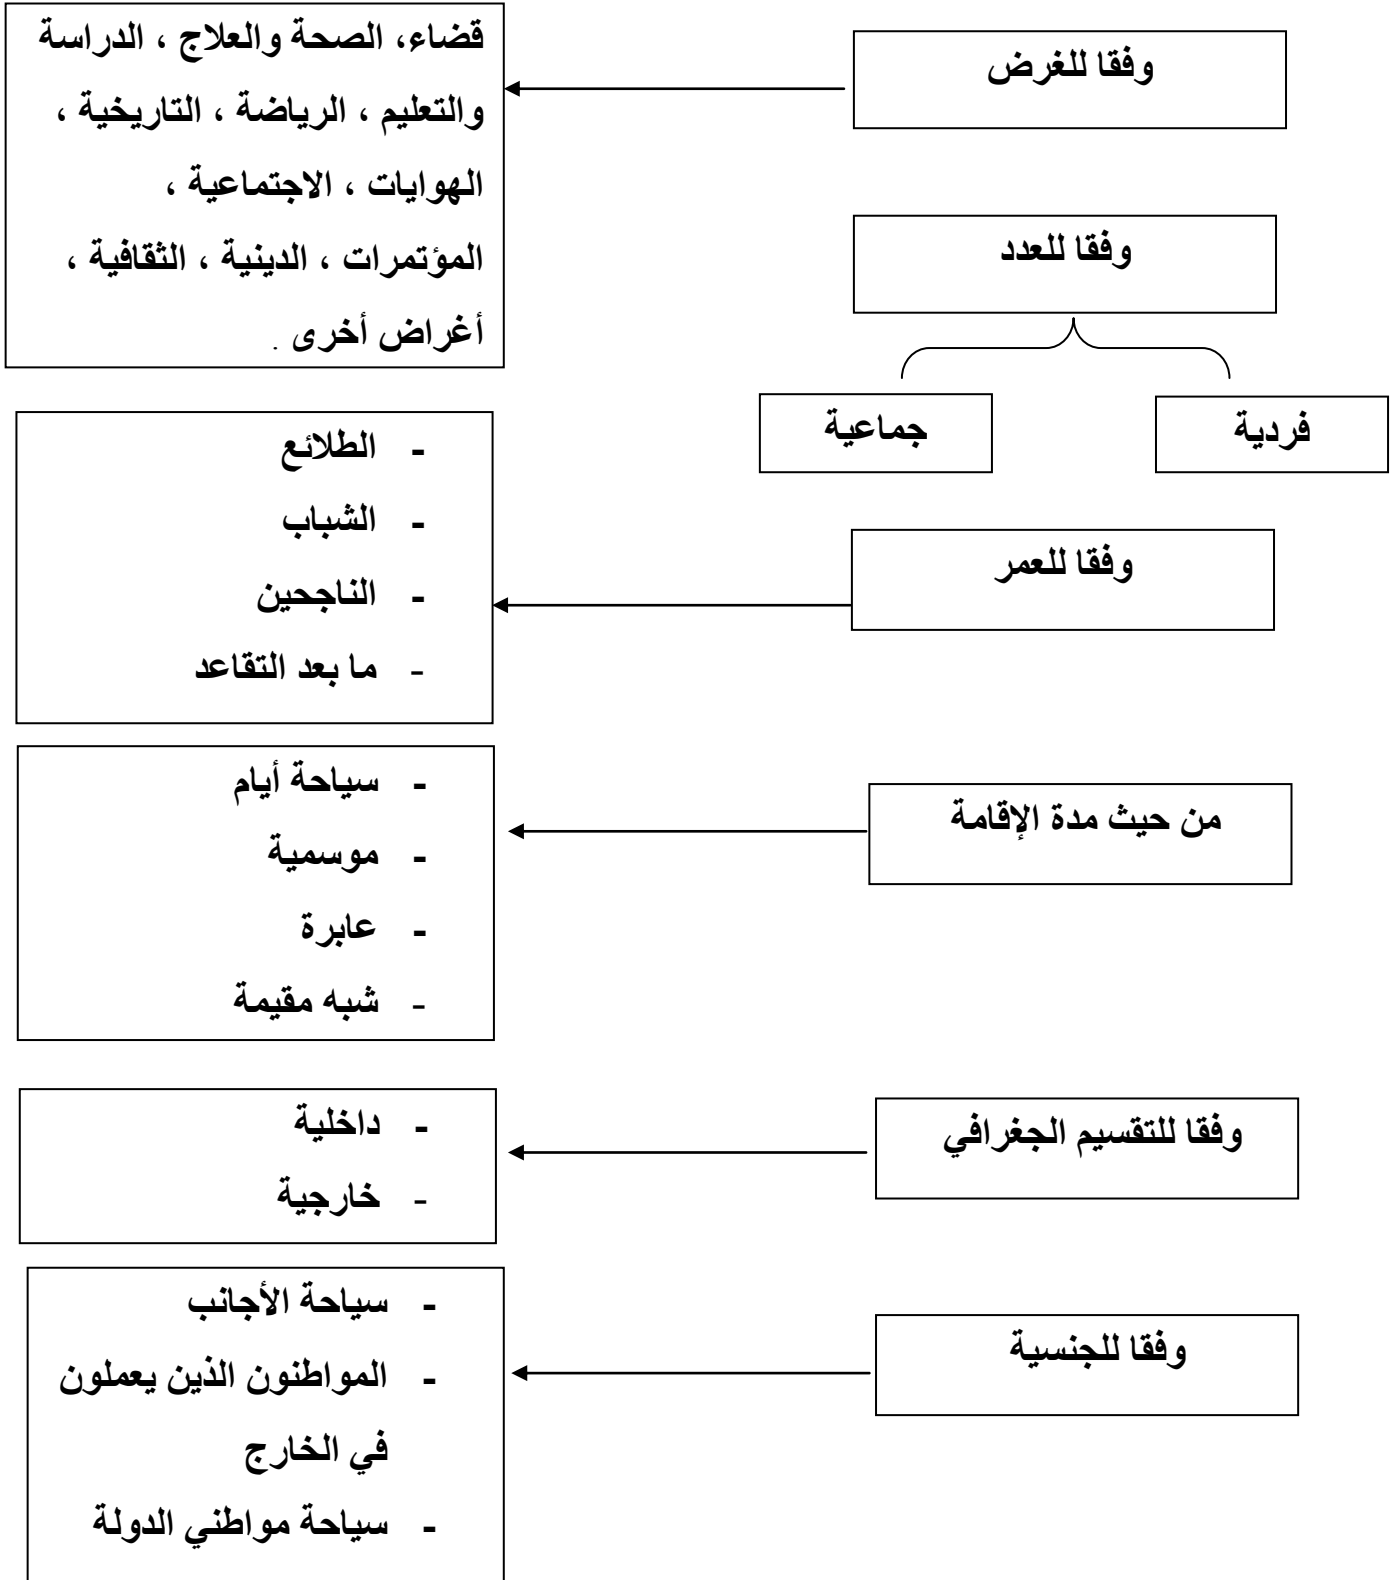 وفقا للغرض
قضاء، الصحة والعلاج ، الدراسة
والتعليم ، الرياضة ، التاريخية ،
الهوايات ، الاجتماعية ،
المؤتمرات ، الدينية ، الثقافية ،
أغراض أخرى .
وفقا للعدد
فردية
جماعية
وفقا للعمر
- الطلائع
- الشباب
- الناجحين
- ما بعد التقاعد
من حيث مدة الإقامة
- سياحة أيام
- موسمية
- عابرة
- شبه مقيمة
وفقا للتقسيم الجغرافي
- داخلية
- خارجية
وفقا للجنسية
- سياحة الأجانب
- المواطنون الذين يعملون
في الخارج
- سياحة مواطني الدولة